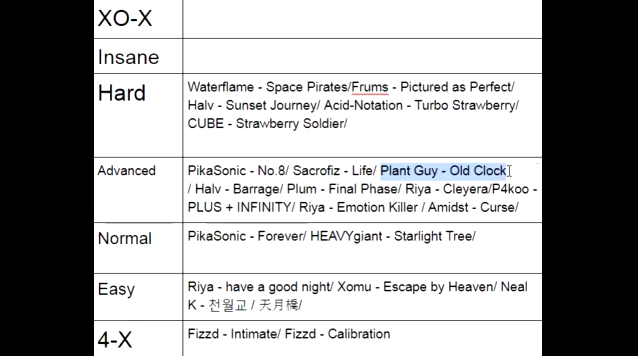 XO-X
Insane
Hard
Waterflame - Space Pirates/Frums - Pictured as Perfect/
Halv - Sunset Journey/ Acid-Notation - Turbo Strawberry/
CUBE - Strawberry Soldier/
Advanced
PikaSonic - No.8/ Sacrofiz - Life/ Plant Guy - Old Clock
/ Halv - Barrage/ Plum - Final Phase/ Riya - Cleyera/P4koo -
PLUS + INFINITY/ Riya - Emotion Killer / Amidst - Curse/
Normal
PikaSonic - Forever/ HEAVYgiant - Starlight Tree/
Easy
Riya - have a good night/ Xomu - Escape by Heaven/ Neal
K - 천월교 / 天月橋/
4-X
Fizzd - Intimate/ Fizzd - Calibration